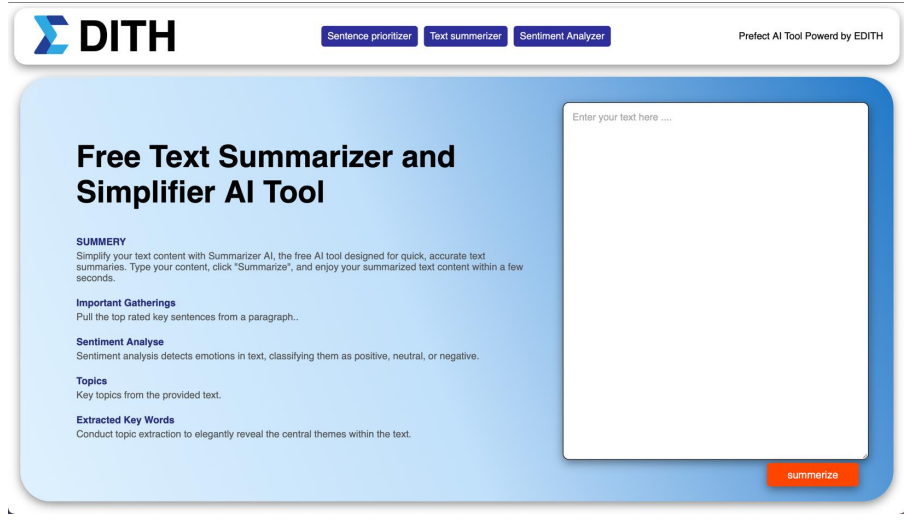 DITH
Sentence prioritizer
Text summerizer
Sentiment Analyzer
Prefect AI Tool Powerd by EDITH
Free Text Summarizer and
Simplifier AI Tool
SUMMERY
Simplify your text content with Summarizer AI, the free AI tool designed for quick, accurate text
summaries. Type your content, click "Summarize", and enjoy your summarized text content within a few
seconds.
Important Gatherings
Pull the top rated key sentences from a paragraph..
Sentiment Analyse
Sentiment analysis detects emotions in text, classifying them as positive, neutral, or negative.
Topics
Key topics from the provided text.
Extracted Key Words
Conduct topic extraction to elegantly reveal the central themes within the text.
Enter your text here ....
summerize